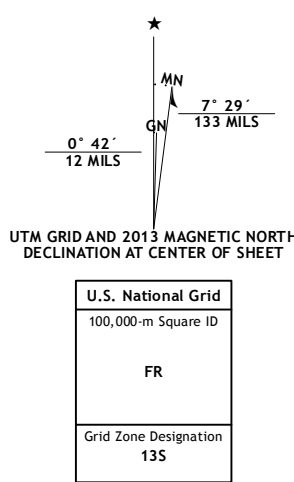 ★
MN
GN
7° 29´
133 MILS
0° 42´
12 MILS
UTM GRID AND 2013 MAGNETIC NORTH
DECLINATION AT CENTER OF SHEET
U.S. National Grid
100,000-m Square ID
FR
Grid Zone Designation
13S